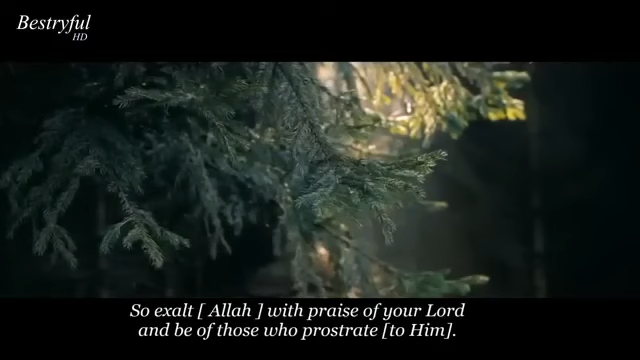 Bestryful
HD
So exalt [ Allah ] with praise of your Lord
and be of those who prostrate [to Him].